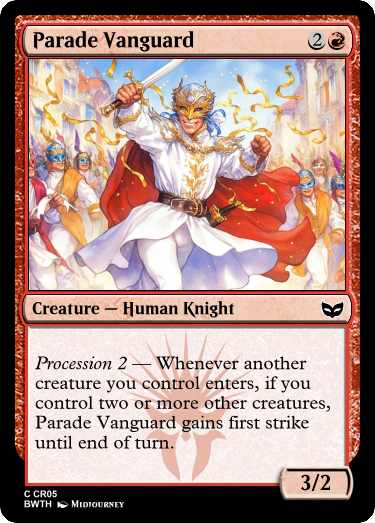 Parade Vanguard 2
Creature — Human Knight
Procession 2 — Whenever another
creature you control enters, if you
control two or more other creatures,
Parade Vanguard gains first strike
until end of turn.
3/2
C CR05
BWTH Midjourney